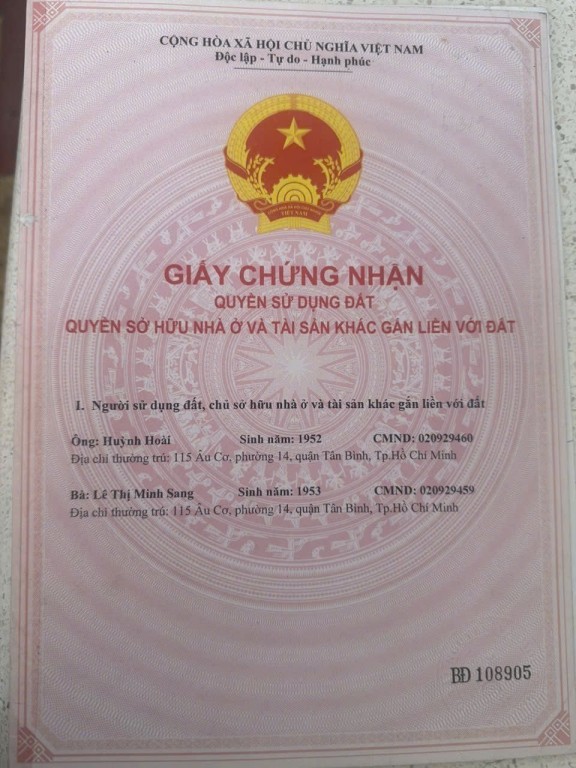 CỘNG HÒA XÃ HỘI CHỦ NGHĨA VIỆT NAM
Độc lập - Tự do - Hạnh phúc
VIỆT NAM
GIẤY CHỨNG NHẬN
QUYỀN SỬ DỤNG ĐẤT
QUYỀN SỞ HỮU NHÀ Ở VÀ TÀI SẢN KHÁC GẮN LIỀN VỚI ĐẤT
I. Người sử dụng đất, chủ sở hữu nhà ở và tài sản khác gắn liền với đất
Ông: Huỳnh Hoài Sinh năm: 1952 CMND: 020929460
Địa chỉ thường trú: 115 Âu Cơ, phường 14, quận Tân Bình, Tp.Hồ Chí Minh
Bà: Lê Thị Minh Sang Sinh năm: 1953 CMND: 020929459
Địa chỉ thường trú: 115 Âu Cơ, phường 14, quận Tân Bình, Tp.Hồ Chí Minh
BĐ 108905